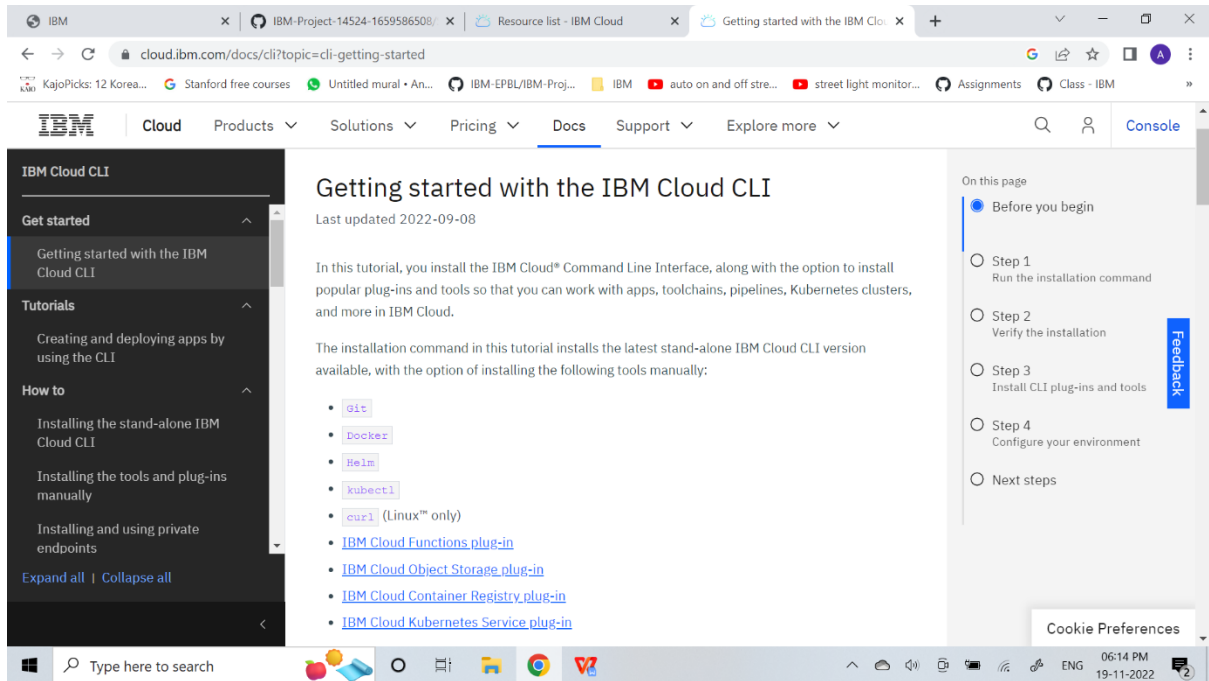 IBM
IBM-Project-14524-1659586508/
Resource list - IBM Cloud
Getting started with the IBM Clou
cloud.ibm.com/docs/cli?topic=cli-getting-started
G
A
KajoPicks: 12 Korea...
Stanford free courses
Untitled mural • An...
IBM-EPBL/IBM-Proj...
IBM
auto on and off stre...
street light monitor...
Assignments
Class - IBM
»
IBM
Cloud
Products
Solutions
Pricing
Docs
Support
Explore more
Console
IBM Cloud CLI
Get started
Getting started with the IBM
Cloud CLI
Tutorials
Creating and deploying apps by
using the CLI
How to
Installing the stand-alone IBM
Cloud CLI
Installing the tools and plug-ins
manually
Installing and using private
endpoints
Expand all | Collapse all
Getting started with the IBM Cloud CLI
Last updated 2022-09-08
In this tutorial, you install the IBM Cloud® Command Line Interface, along with the option to install
popular plug-ins and tools so that you can work with apps, toolchains, pipelines, Kubernetes clusters,
and more in IBM Cloud.
The installation command in this tutorial installs the latest stand-alone IBM Cloud CLI version
available, with the option of installing the following tools manually:
• Git
• Docker
• Helm
• kubectl
• curl (Linux™ only)
• IBM Cloud Functions plug-in
• IBM Cloud Object Storage plug-in
• IBM Cloud Container Registry plug-in
• IBM Cloud Kubernetes Service plug-in
On this page
Before you begin
Step 1
Run the installation command
Step 2
Verify the installation
Step 3
Install CLI plug-ins and tools
Step 4
Configure your environment
Next steps
Feedback
Cookie Preferences
Type here to search
ENG
06:14 PM
19-11-2022
2